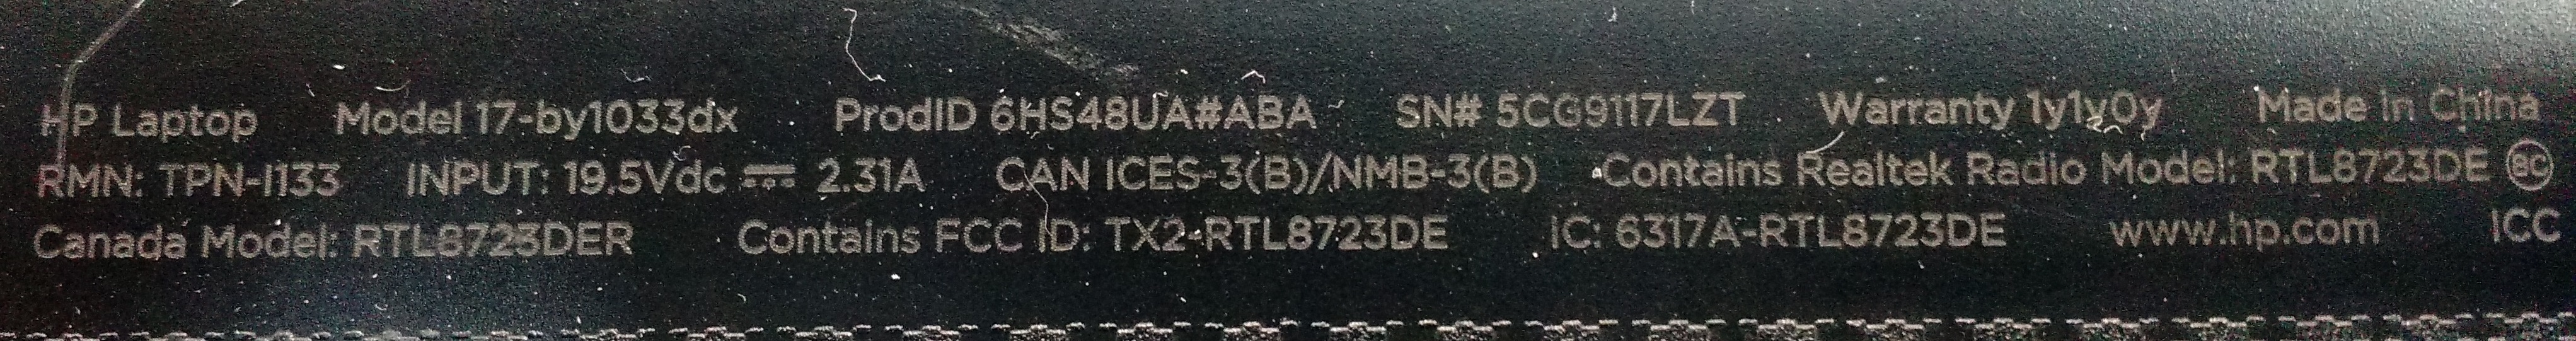 HP Laptop Model 17-by1033dx ProdID 6HS48UA#ABA SN# 5CG9117LZT Warranty 1y1y0y Made in China
RMN: TPN-I133 INPUT: 19.5Vdc ⎓ 2.31A CAN ICES-3(B)/NMB-3(B) Contains Realtek Radio Model: RTL8723DE
Canada Model: RTL8723DER Contains FCC ID: TX2-RTL8723DE IC: 6317A-RTL8723DE www.hp.com ICC